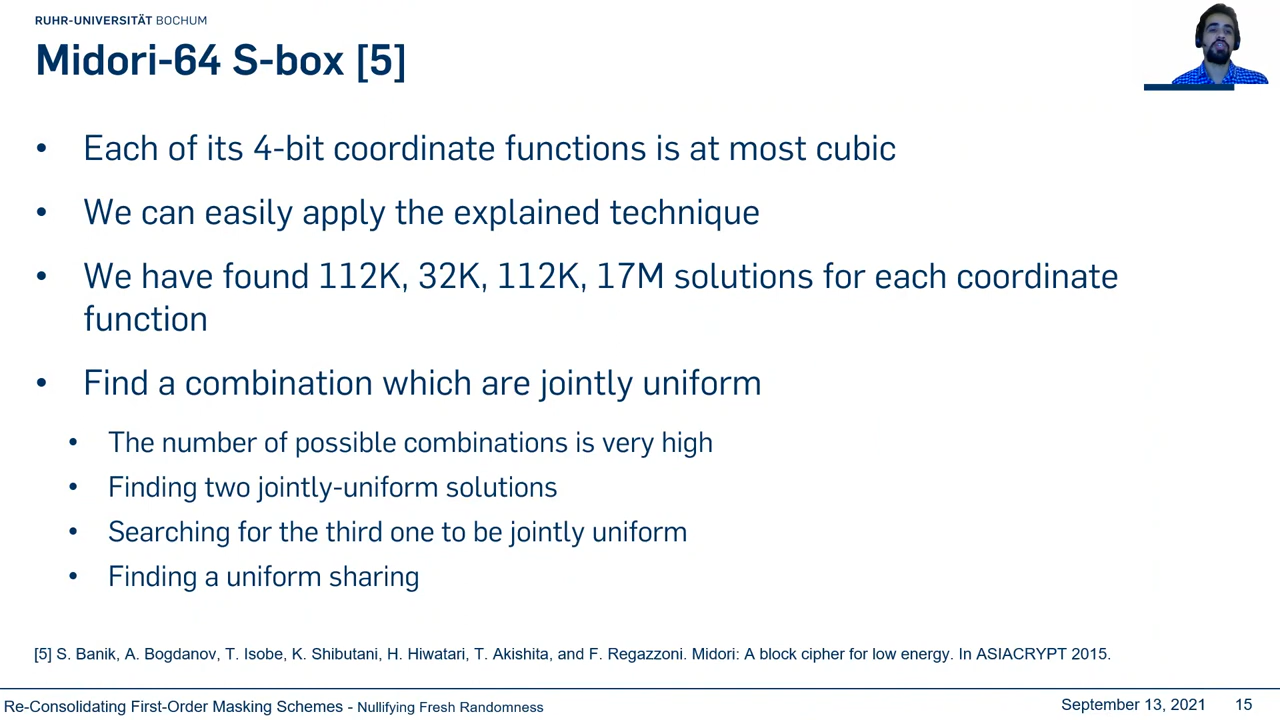 RUHR-UNIVERSITÄT BOCHUM
Midori-64 S-box [5]
• Each of its 4-bit coordinate functions is at most cubic
• We can easily apply the explained technique
• We have found 112K, 32K, 112K, 17M solutions for each coordinate
function
• Find a combination which are jointly uniform
• The number of possible combinations is very high
• Finding two jointly-uniform solutions
• Searching for the third one to be jointly uniform
• Finding a uniform sharing
[5] S. Banik, A. Bogdanov, T. Isobe, K. Shibutani, H. Hiwatari, T. Akishita, and F. Regazzoni. Midori: A block cipher for low energy. In ASIACRYPT 2015.
Re-Consolidating First-Order Masking Schemes - Nullifying Fresh Randomness
September 13, 2021 15